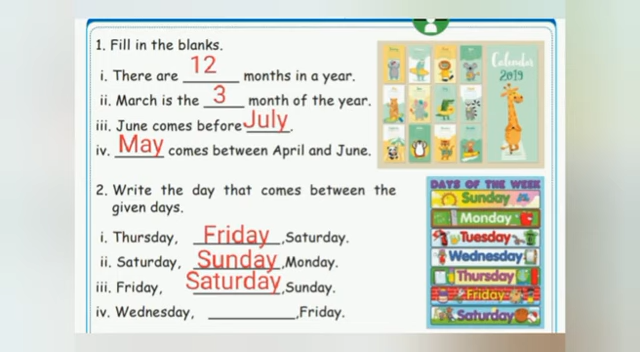 1. Fill in the blanks.
i. There are 12 months in a year.
ii. March is the 3 month of the year.
iii. June comes before July.
iv. May comes between April and June.
Calendar
2019
2. Write the day that comes between the
given days.
i. Thursday, Friday ,Saturday.
ii. Saturday, Sunday ,Monday.
iii. Friday, Saturday ,Sunday.
iv. Wednesday, ____________,Friday.
DAYS OF THE WEEK
Sunday
Monday
Tuesday
Wednesday
Thursday
Friday
Saturday